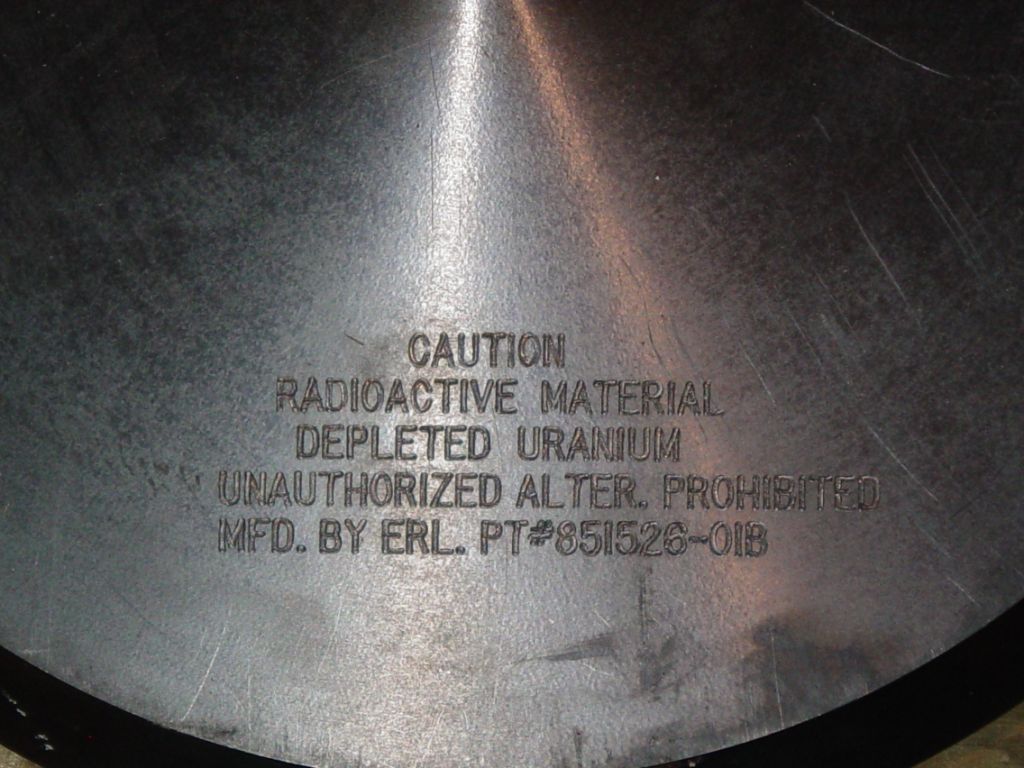 CAUTION
RADIOACTIVE MATERIAL
DEPLETED URANIUM
UNAUTHORIZED ALTER. PROHIBITED
MFD. BY ERL. PT#851526-01B